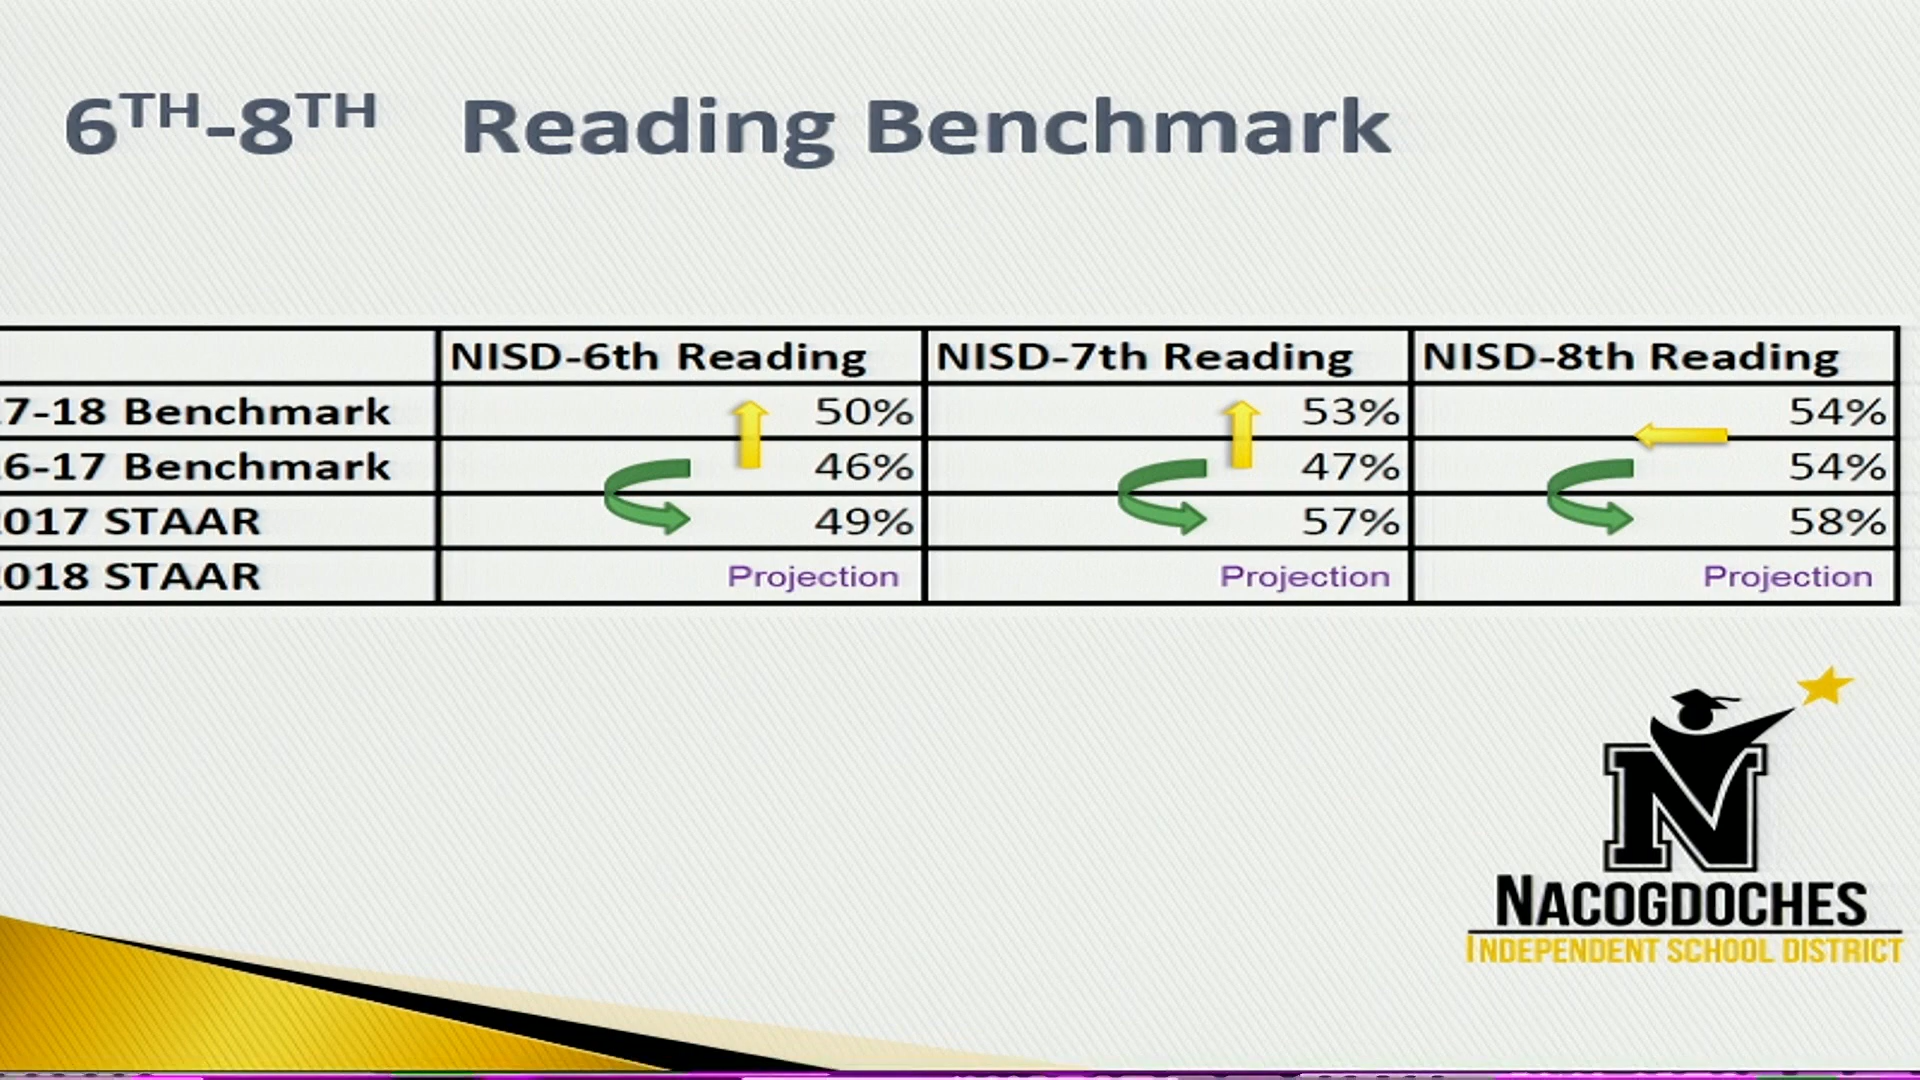 6TH-8TH Reading Benchmark
NISD-6th Reading NISD-7th Reading NISD-8th Reading
7-18 Benchmark 50% 53% 54%
6-17 Benchmark 46% 47% 54%
017 STAAR 49% 57% 58%
018 STAAR Projection Projection Projection
N
NACOGDOCHES
INDEPENDENT SCHOOL DISTRICT